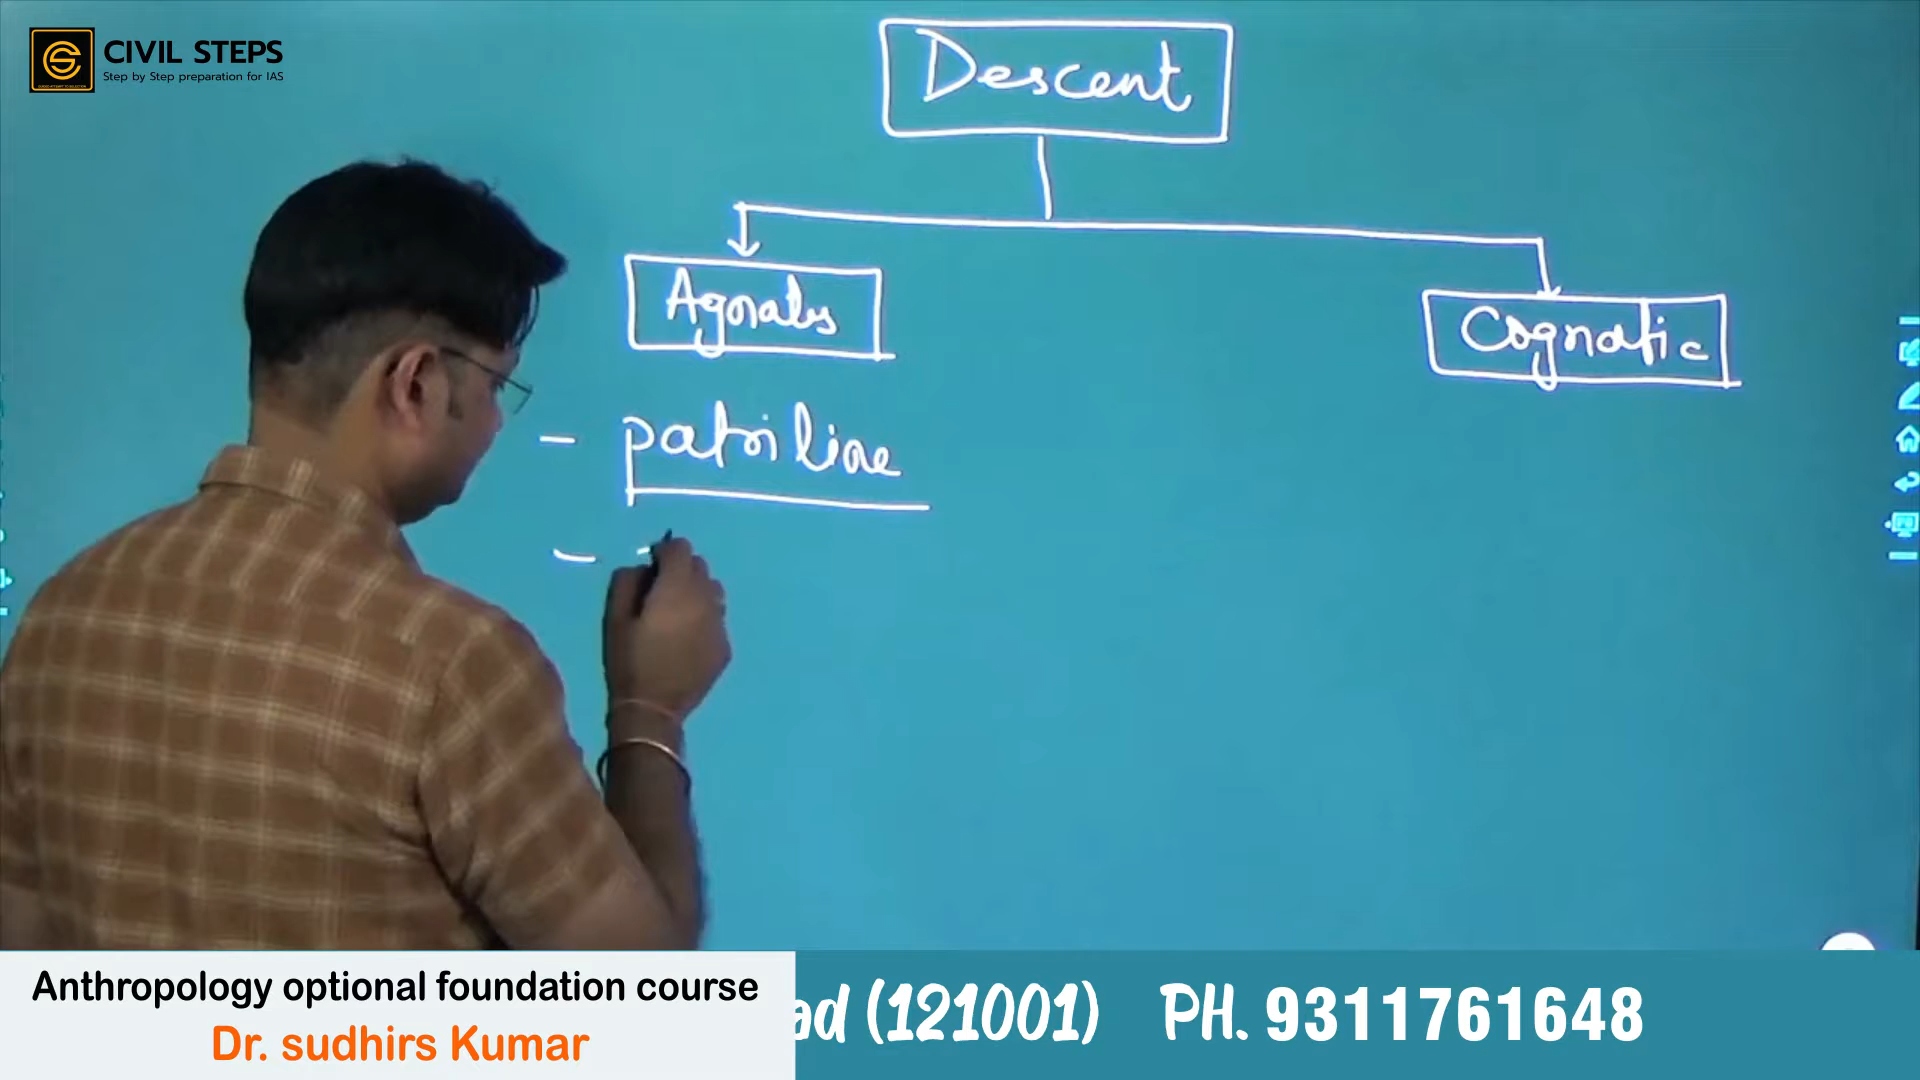 CIVIL STEPS
Step by Step preparation for IAS
Descent
Agnates
Cognatic
- patriline
-
Anthropology optional foundation course
Dr. sudhirs Kumar
ad (121001) PH. 9311761648